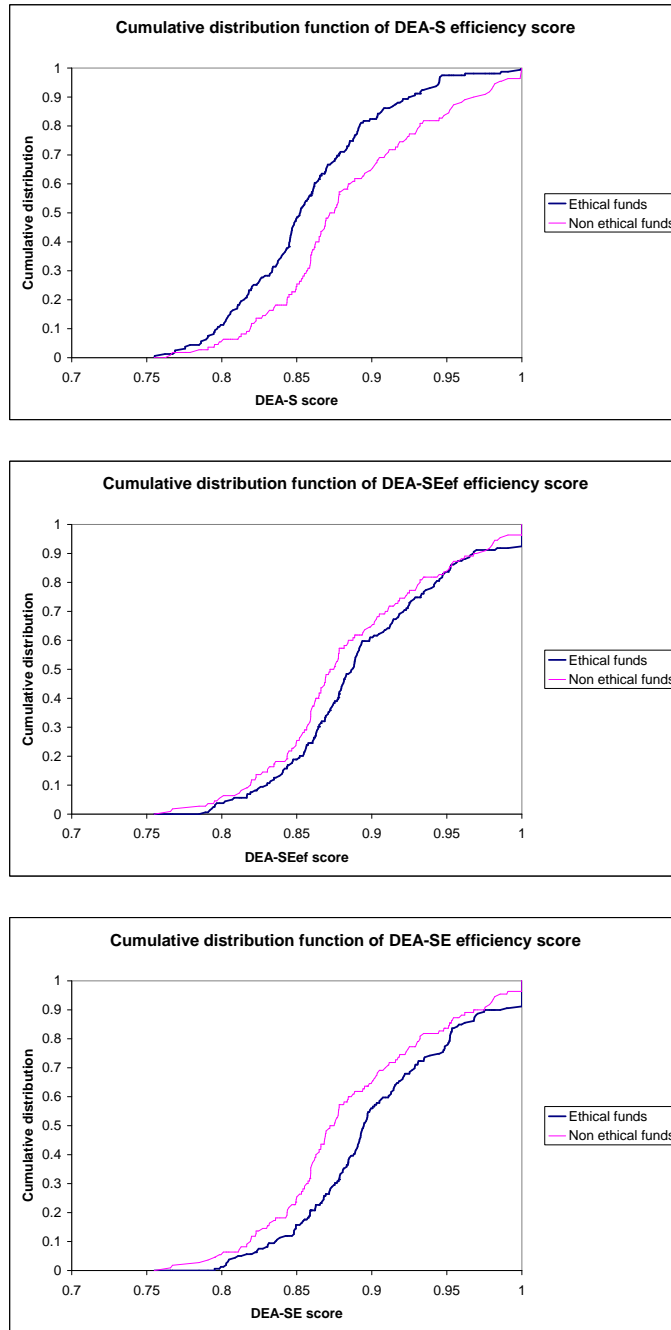 Cumulative distribution function of DEA-S efficiency score
1
0.9
0.8
0.7
0.6
0.5
0.4
0.3
0.2
0.1
0
Cumulative distribution
0.7 0.75 0.8 0.85 0.9 0.95 1
DEA-S score
Ethical funds
Non ethical funds
Cumulative distribution function of DEA-SEef efficiency score
1
0.9
0.8
0.7
0.6
0.5
0.4
0.3
0.2
0.1
0
Cumulative distribution
0.7 0.75 0.8 0.85 0.9 0.95 1
DEA-SEef score
Ethical funds
Non ethical funds
Cumulative distribution function of DEA-SE efficiency score
1
0.9
0.8
0.7
0.6
0.5
0.4
0.3
0.2
0.1
0
Cumulative distribution
0.7 0.75 0.8 0.85 0.9 0.95 1
DEA-SE score
Ethical funds
Non ethical funds